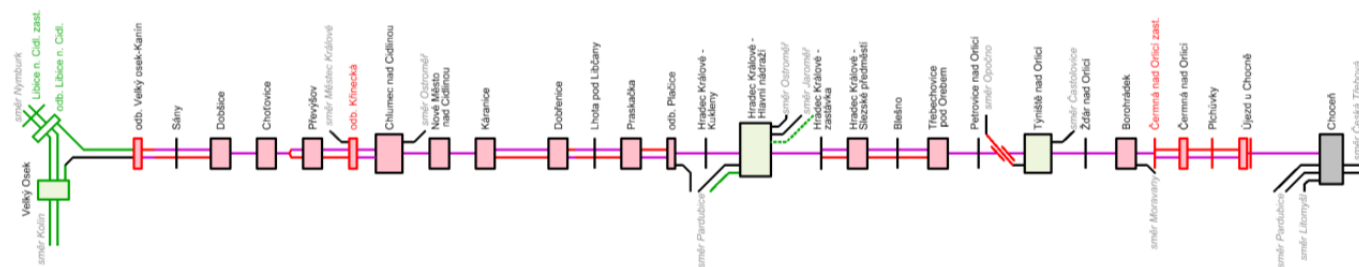 směr Nymburk
Libice n. Cidl. zast.
odb. Libice n. Cidl.
Velký Osek
směr Kolín
odb. Velký osek-Kanín
Sány
Dobšice
Choťovice
Převýšov
směr Městec Králové
odb. Křinecká
Chlumec nad Cidlinou
směr Ostroměř
Nové Město
nad Cidlinou
Káranice
Dobřenice
Lhota pod Libčany
Praskačka
odb. Plačice
Hradec Králové -
Kukleny
směr Pardubice
Hradec Králové -
Hlavní nádraží
směr Ostroměř
směr Jaroměř
Hradec Králové -
zastávka
Hradec Králové -
Slezské předměstí
Blešno
Třebechovice
pod Orebem
Petrovice nad Orlicí
směr Opočno
Týniště nad Orlicí
směr Častolovice
Žďár nad Orlicí
Borohrádek
směr Moravany
Čermná nad Orlicí zast.
Čermná nad Orlicí
Plchůvky
Újezd u Chocně
směr Pardubice
směr Litomyšl
Choceň
směr Česká Třebová